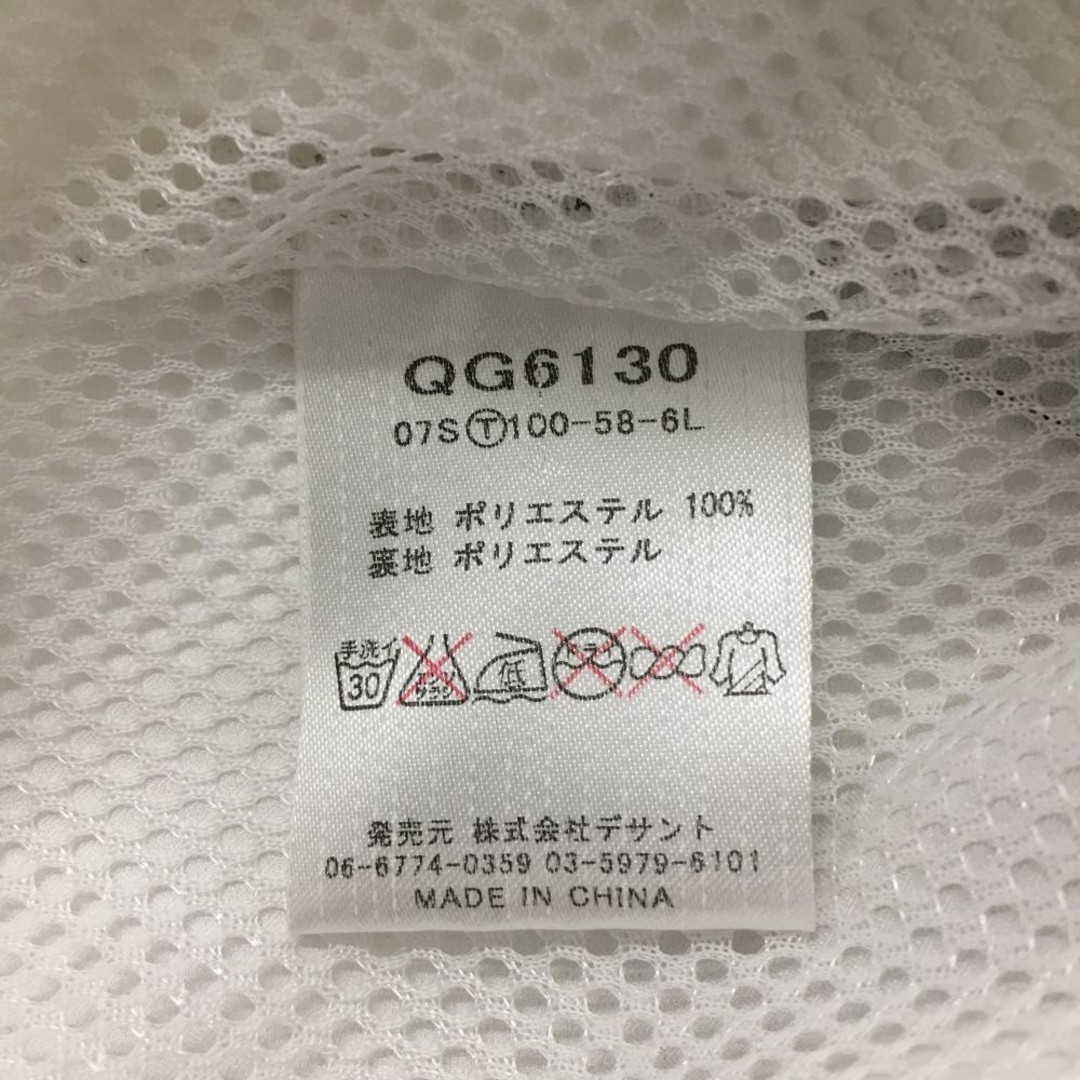 QG6130
07SⓉ100-58-6L
表地 ポリエステル 100%
裏地 ポリエステル
手洗イ
30 低
発売元 株式会社デサント
06-6774-0359 03-5979-6101
MADE IN CHINA